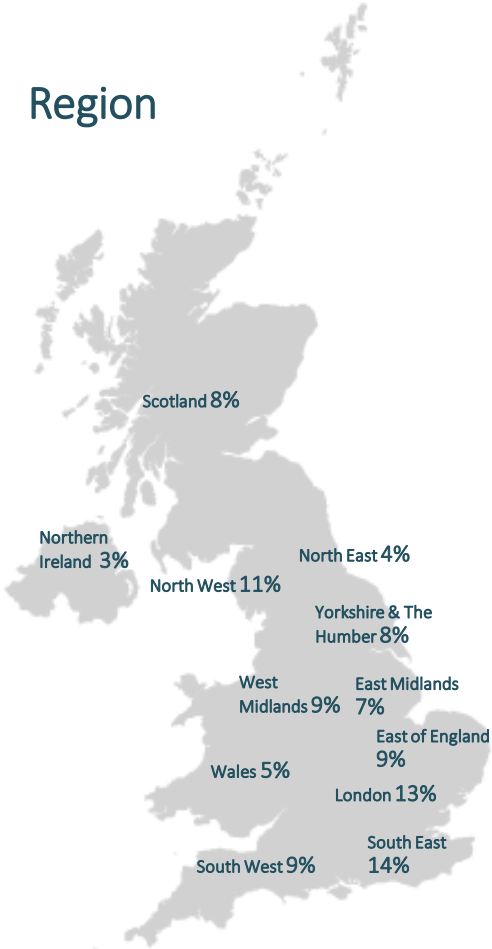 Region
Scotland 8%
Northern
Ireland 3%
North East 4%
North West 11%
Yorkshire & The
Humber 8%
West
Midlands 9%
East Midlands
7%
East of England
9%
Wales 5%
London 13%
South East
14%
South West 9%